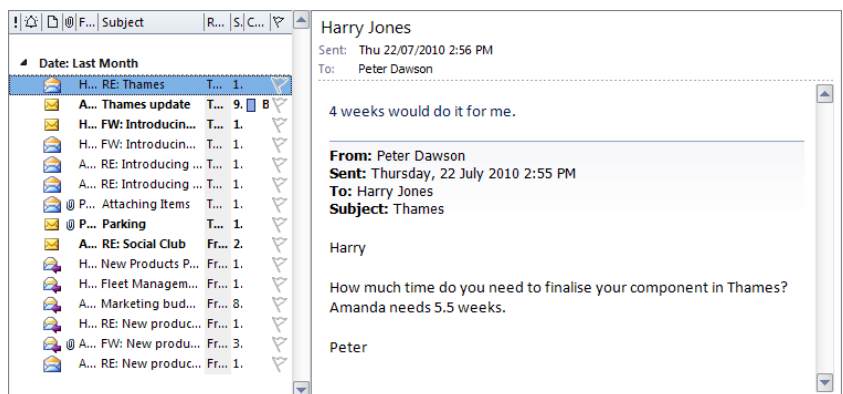 ! F... Subject R... S. C...
Date: Last Month
H... RE: Thames T... 1.
A... Thames update T... 9. B
H... FW: Introducin... T... 1.
H... FW: Introducin... T... 1.
A... RE: Introducing ... T... 1.
A... RE: Introducing ... T... 1.
P... Attaching Items T... 1.
P... Parking T... 1.
A... RE: Social Club Fr... 2.
H... New Products P... Fr... 1.
H... Fleet Managem... Fr... 1.
A... Marketing bud... Fr... 8.
H... RE: New produc... Fr... 1.
A... FW: New produ... Fr... 3.
A... RE: New produc... Fr... 1.
Harry Jones
Sent: Thu 22/07/2010 2:56 PM
To: Peter Dawson
4 weeks would do it for me.
From: Peter Dawson
Sent: Thursday, 22 July 2010 2:55 PM
To: Harry Jones
Subject: Thames
Harry
How much time do you need to finalise your component in Thames?
Amanda needs 5.5 weeks.
Peter